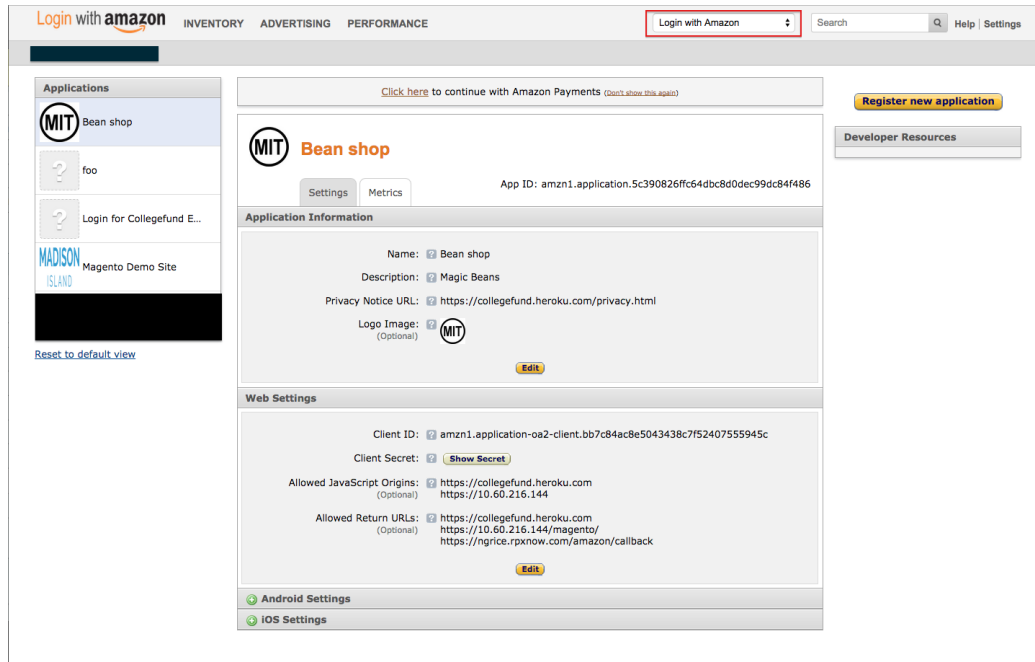 Login with amazon INVENTORY ADVERTISING PERFORMANCE Login with Amazon Search Help Settings
Applications
MIT Bean shop
? foo
? Login for Collegefund E...
MADISON ISLAND Magento Demo Site
Reset to default view
Click here to continue with Amazon Payments (Don't show this again)
MIT Bean shop
Settings Metrics App ID: amzn1.application.5c390826ffc64dbc8d0dec99dc84f486
Application Information
Name: ? Bean shop
Description: ? Magic Beans
Privacy Notice URL: ? https://collegefund.heroku.com/privacy.html
Logo Image: ? MIT
(Optional)
Edit
Web Settings
Client ID: ? amzn1.application-oa2-client.bb7c84ac8e5043438c7f52407555945c
Client Secret: ? Show Secret
Allowed JavaScript Origins: ? https://collegefund.heroku.com
(Optional) https://10.60.216.144
Allowed Return URLs: ? https://collegefund.heroku.com
(Optional) https://10.60.216.144/magento/
https://ngrice.rpxnow.com/amazon/callback
Edit
Android Settings
iOS Settings
Register new application
Developer Resources